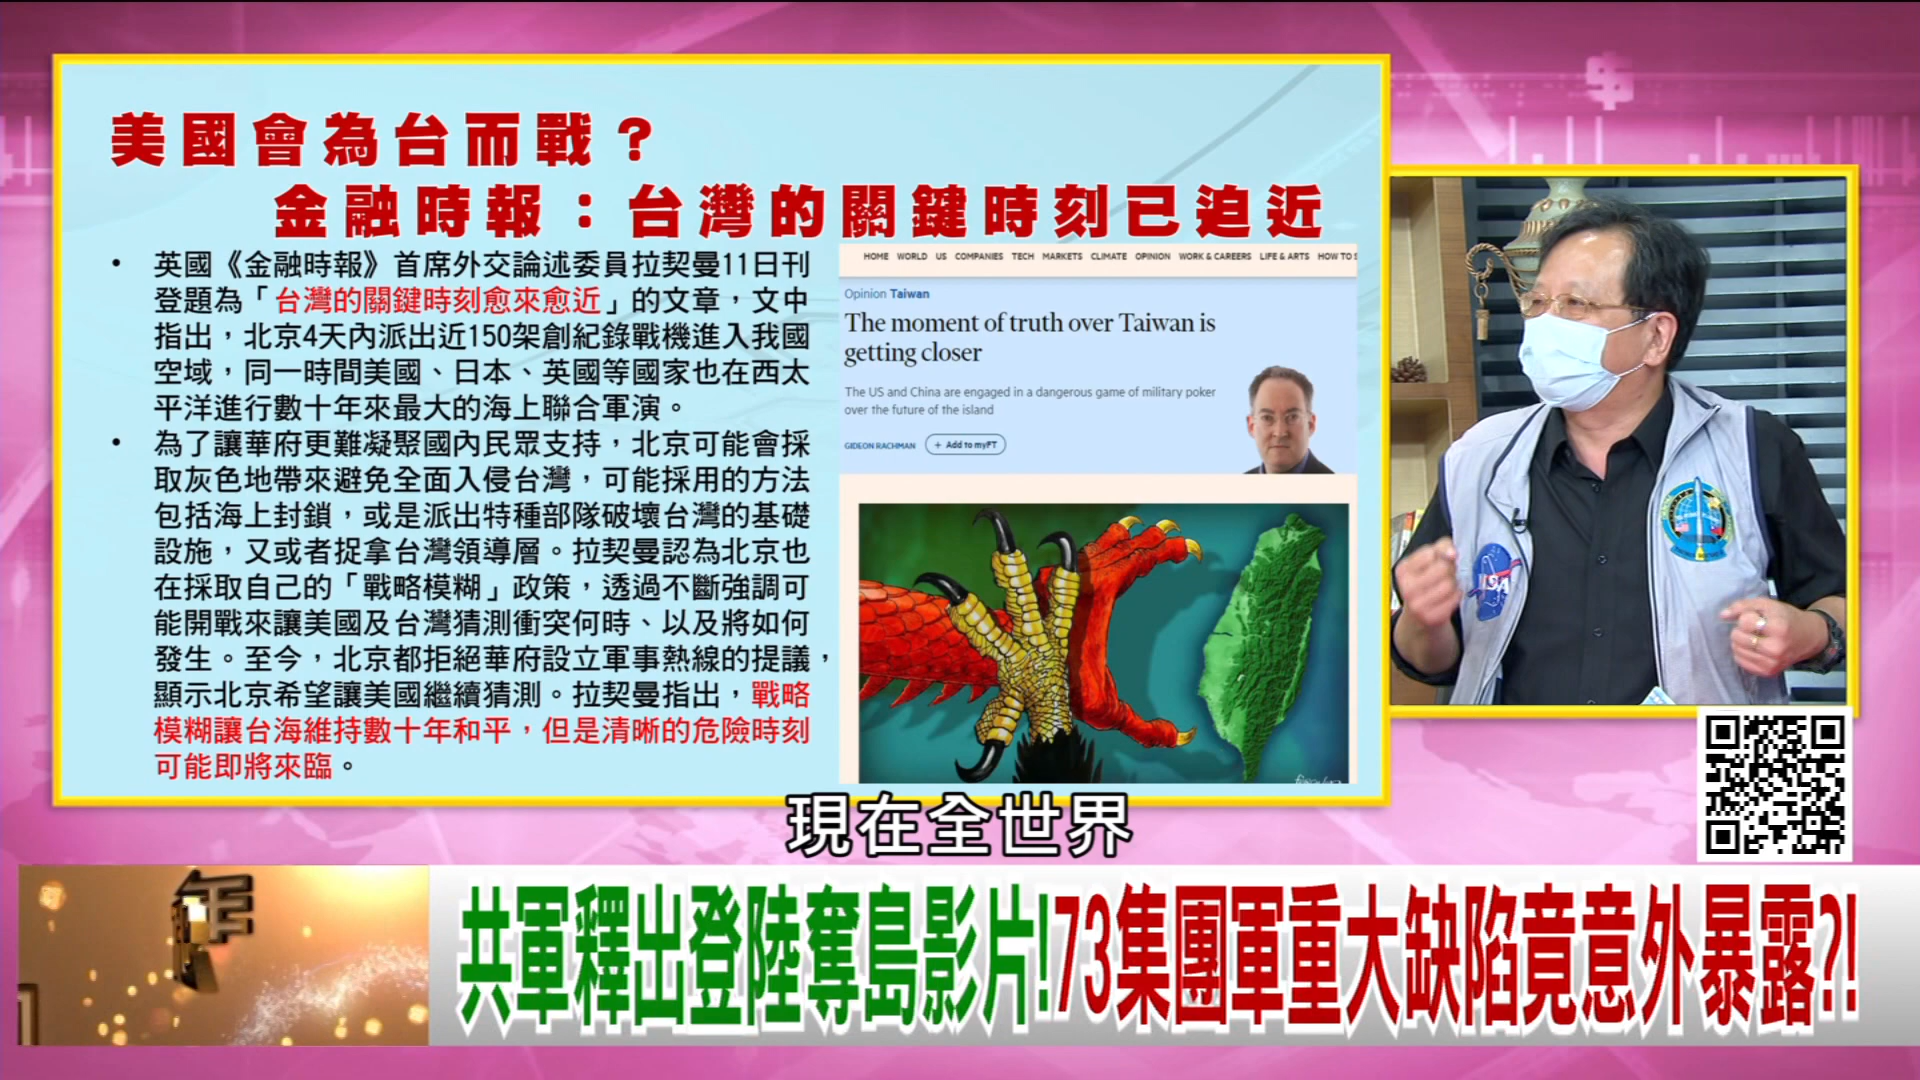 美國會為台而戰？
金融時報：台灣的關鍵時刻已迫近
• 英國《金融時報》首席外交論述委員拉契曼11日刊
登題為「台灣的關鍵時刻愈來愈近」的文章，文中
指出，北京4天內派出近150架創紀錄戰機進入我國
空域，同一時間美國、日本、英國等國家也在西太
平洋進行數十年來最大的海上聯合軍演。
• 為了讓華府更難凝聚國內民眾支持，北京可能會採
取灰色地帶來避免全面入侵台灣，可能採用的方法
包括海上封鎖，或是派出特種部隊破壞台灣的基礎
設施，又或者捉拿台灣領導層。拉契曼認為北京也
在採取自己的「戰略模糊」政策，透過不斷強調可
能開戰來讓美國及台灣猜測衝突何時、以及將如何
發生。至今，北京都拒絕華府設立軍事熱線的提議，
顯示北京希望讓美國繼續猜測。拉契曼指出，戰略
模糊讓台海維持數十年和平，但是清晰的危險時刻
可能即將來臨。
HOME WORLD US COMPANIES TECH MARKETS CLIMATE OPINION WORK & CAREERS LIFE & ARTS HOW TO S
Opinion Taiwan
The moment of truth over Taiwan is
getting closer
The US and China are engaged in a dangerous game of military poker
over the future of the island
GIDEON RACHMAN + Add to myFT
現在全世界
年
共軍釋出登陸奪島影片!73集團軍重大缺陷竟意外暴露?!